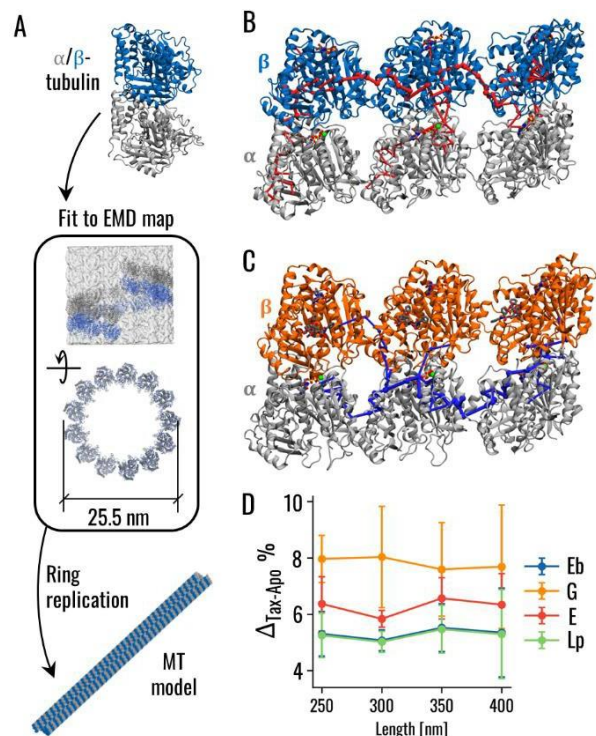 A
α/β-
tubulin
Fit to EMD map
25.5 nm
Ring
replication
MT
model
B
β
α
C
β
α
D
Δ Tax-Apo %
10
8
6
4
250
300
350
400
Length [nm]
Eb
G
E
Lp